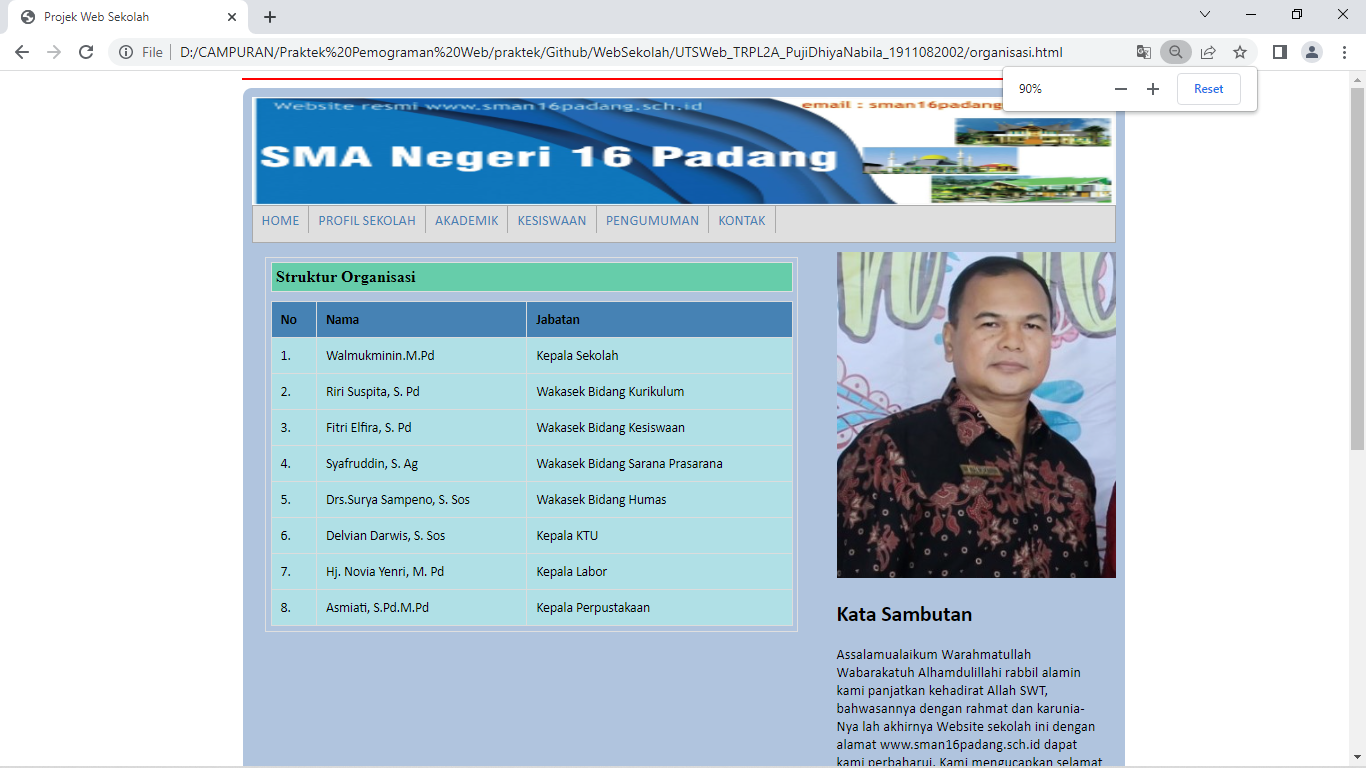 Projek Web Sekolah
File
D:/CAMPURAN/Praktek%20Pemograman%20Web/praktek/Github/WebSekolah/UTSWeb_TRPL2A_PujiDhiyaNabila_1911082002/organisasi.html
90%
Reset
Website resmi www.sman16padang.sch.id
email : sman16padang
SMA Negeri 16 Padang
HOME PROFIL SEKOLAH AKADEMIK KESISWAAN PENGUMUMAN KONTAK
Struktur Organisasi
No Nama Jabatan
1. Walmukminin.M.Pd Kepala Sekolah
2. Riri Suspita, S. Pd Wakasek Bidang Kurikulum
3. Fitri Elfira, S. Pd Wakasek Bidang Kesiswaan
4. Syafruddin, S. Ag Wakasek Bidang Sarana Prasarana
5. Drs.Surya Sampeno, S. Sos Wakasek Bidang Humas
6. Delvian Darwis, S. Sos Kepala KTU
7. Hj. Novia Yenri, M. Pd Kepala Labor
8. Asmiati, S.Pd.M.Pd Kepala Perpustakaan
Kata Sambutan
Assalamualaikum Warahmatullah
Wabarakatuh Alhamdulillahi rabbil alamin
kami panjatkan kehadirat Allah SWT,
bahwasannya dengan rahmat dan karunia-
Nya lah akhirnya Website sekolah ini dengan
alamat www.sman16padang.sch.id dapat
kami perbaharui. Kami mengucapkan selamat